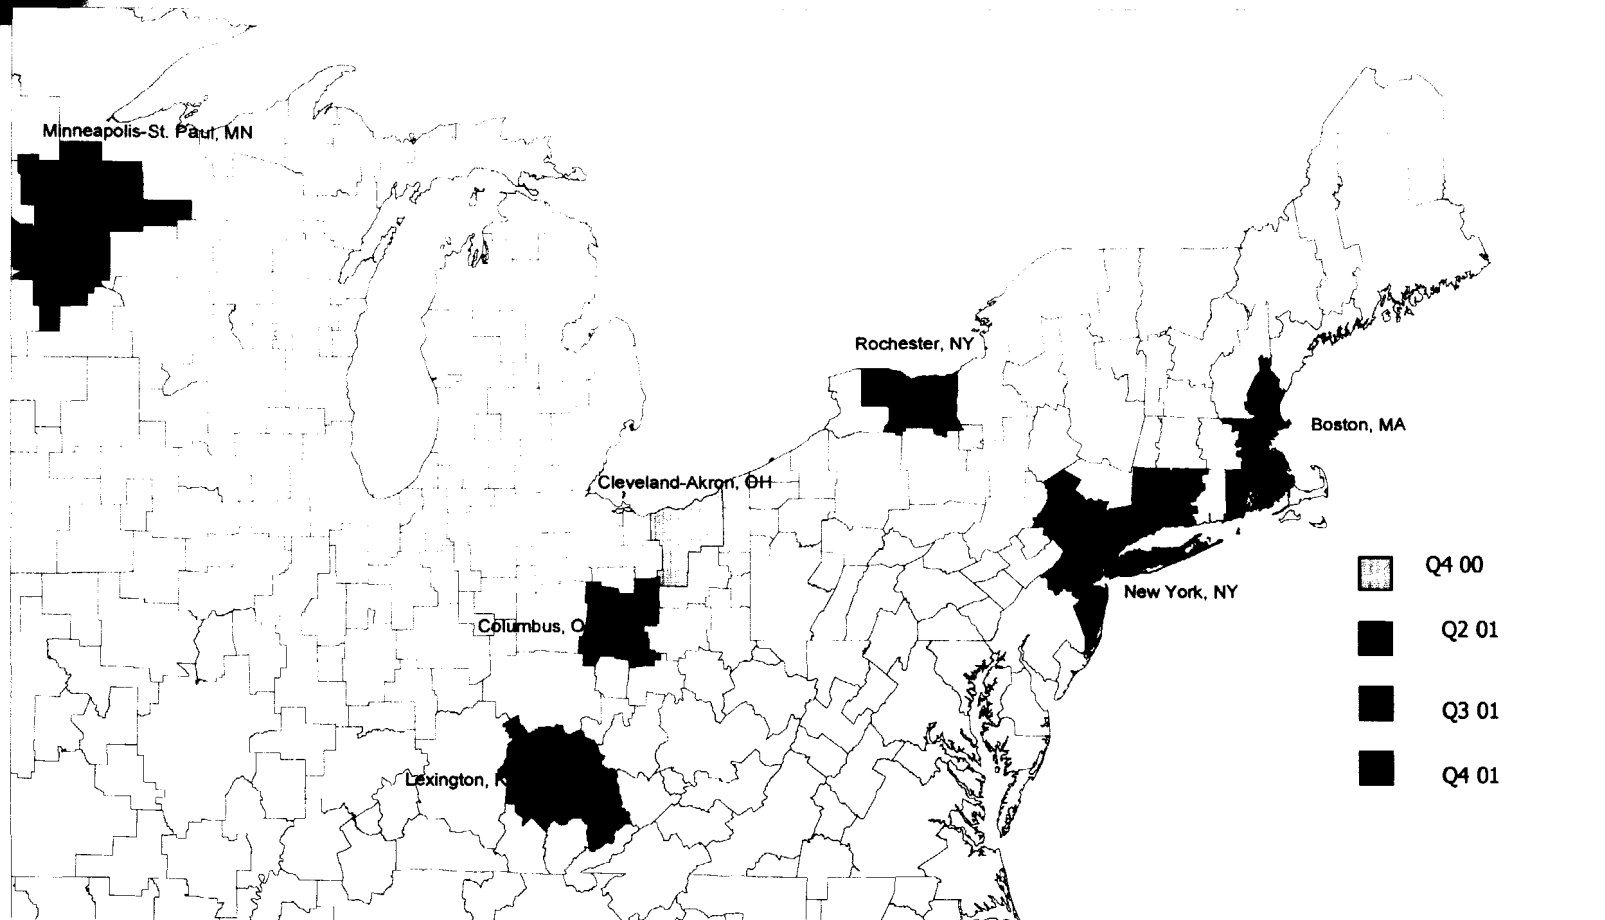 Minneapolis-St. Paul, MN
Rochester, NY
Boston, MA
Cleveland-Akron, OH
Q4 00
New York, NY
Columbus, O
Q2 01
Q3 01
Lexington, K
Q4 01